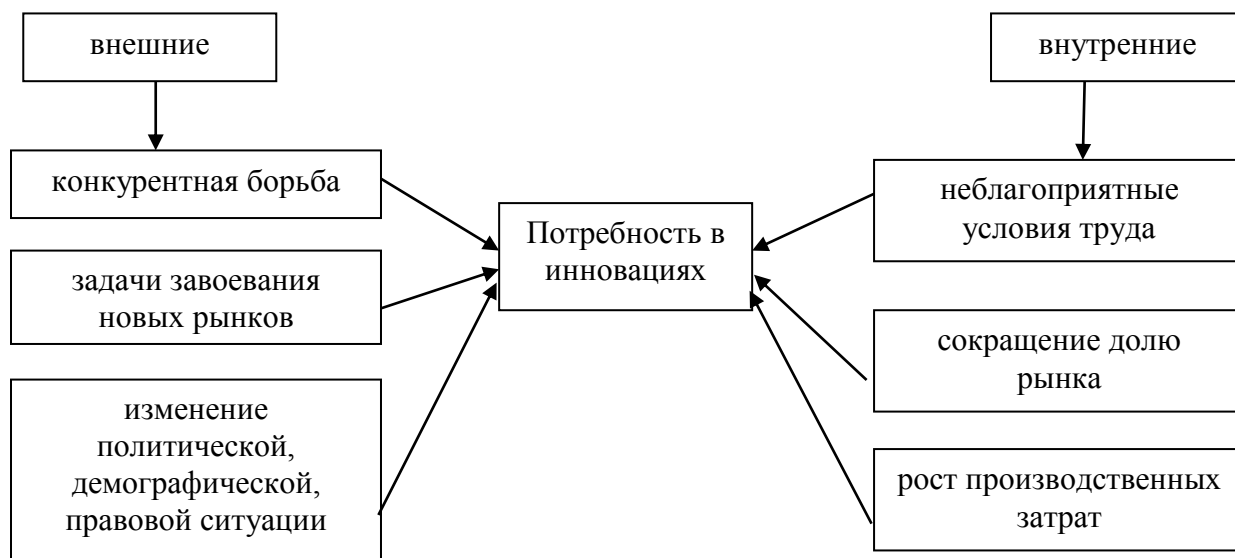 внешние
конкурентная борьба
задачи завоевания
новых рынков
изменение
политической,
демографической,
правовой ситуации
Потребность в
инновациях
внутренние
неблагоприятные
условия труда
сокращение долю
рынка
рост производственных
затрат